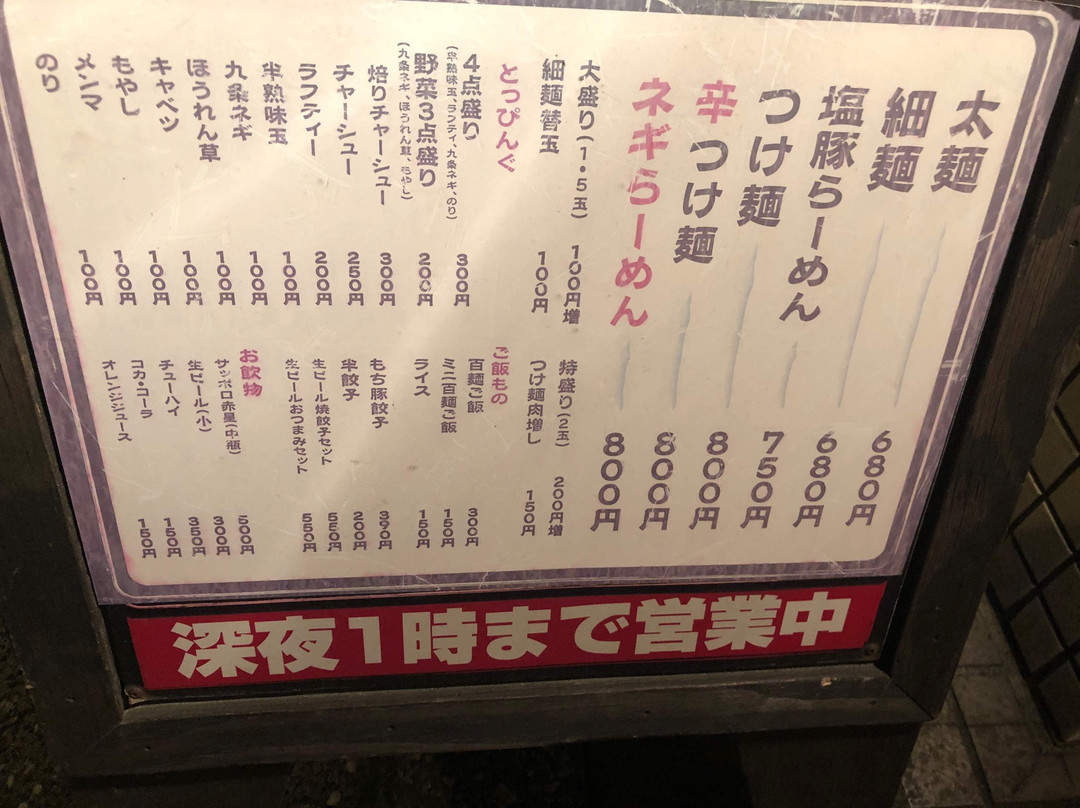 太麺 680円
細麺 680円
塩豚らーめん 750円
つけ麺 800円
辛つけ麺 800円
ネギらーめん 800円
大盛り(1・5玉) 100円増
細麺替玉 100円
特盛り(2玉) 200円増
つけ麺肉増し 150円
とっぴんぐ
4点盛り 300円
(半熟味玉、ランティ、九条ネギ、のり)
野菜3点盛り 200円
(九条ネギ、ほうれん草、もやし)
焙りチャーシュー 300円
チャーシュー 250円
ラフティー 200円
半熟味玉 100円
九条ネギ 100円
ほうれん草 100円
キャベツ 100円
もやし 100円
メンマ 100円
のり 100円
ご飯もの
百麺ご飯 300円
ミニ百麺ご飯 150円
ライス 150円
もち豚餃子 390円
半餃子 200円
生ビール焼餃子セット 550円
生ビールおつまみセット 550円
お飲物
サッポロ赤星(中瓶) 500円
生ビール(小) 300円
チューハイ 350円
コカ・コーラ 150円
オレンジジュース 150円
深夜1時まで営業中